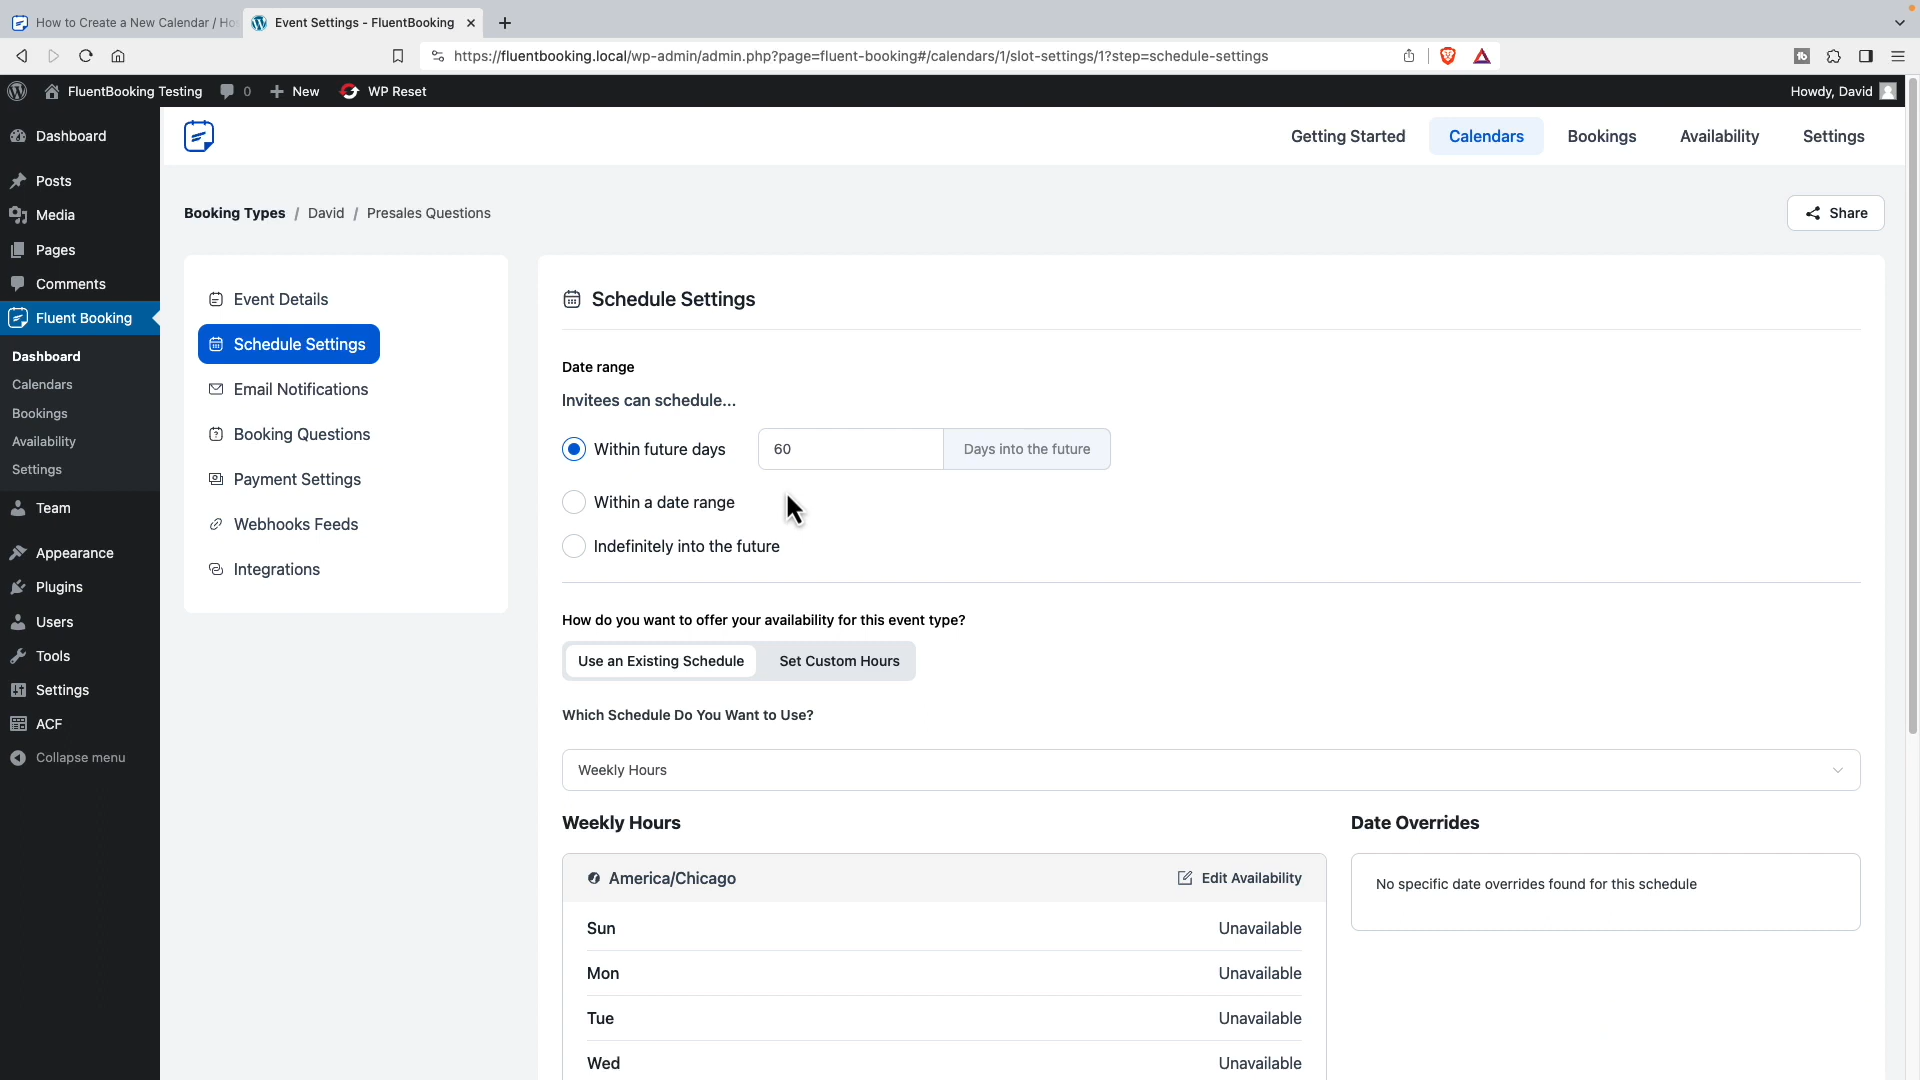 How to Create a New Calendar / Ho
Event Settings - FluentBooking
https://fluentbooking.local/wp-admin/admin.php?page=fluent-booking#/calendars/1/slot-settings/1?step=schedule-settings
FluentBooking Testing
0
New
WP Reset
Howdy, David
Dashboard
Posts
Media
Pages
Comments
Fluent Booking
Dashboard
Calendars
Bookings
Availability
Settings
Team
Appearance
Plugins
Users
Tools
Settings
ACF
Collapse menu
Getting Started
Calendars
Bookings
Availability
Settings
Booking Types / David / Presales Questions
Share
Event Details
Schedule Settings
Email Notifications
Booking Questions
Payment Settings
Webhooks Feeds
Integrations
Schedule Settings
Date range
Invitees can schedule...
Within future days
60
Days into the future
Within a date range
Indefinitely into the future
How do you want to offer your availability for this event type?
Use an Existing Schedule
Set Custom Hours
Which Schedule Do You Want to Use?
Weekly Hours
Weekly Hours
America/Chicago
Edit Availability
Sun Unavailable
Mon Unavailable
Tue Unavailable
Wed Unavailable
Date Overrides
No specific date overrides found for this schedule